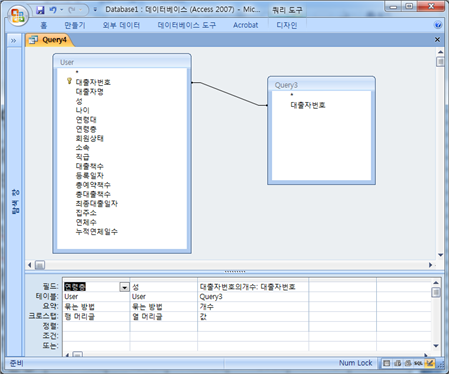 Database1 : 데이터베이스 (Access 2007) - Mic...
쿼리 도구
홈 만들기 외부 데이터 데이터베이스 도구 Acrobat 디자인
Query4
User
*
대출자번호
대출자명
성
나이
연령대
연령층
회원상태
소속
직급
대출책수
등록일자
총예약책수
총대출책수
최종대출일자
집주소
연체수
누적연체일수
Query3
*
대출자번호
탐색 창
필드: 연령층 성 대출자번호의개수: 대출자번호
테이블: User User Query3
요약: 묶는 방법 묶는 방법 개수
크로스탭: 행 머리글 열 머리글 값
정렬:
조건:
또는:
준비
Num Lock
SQL